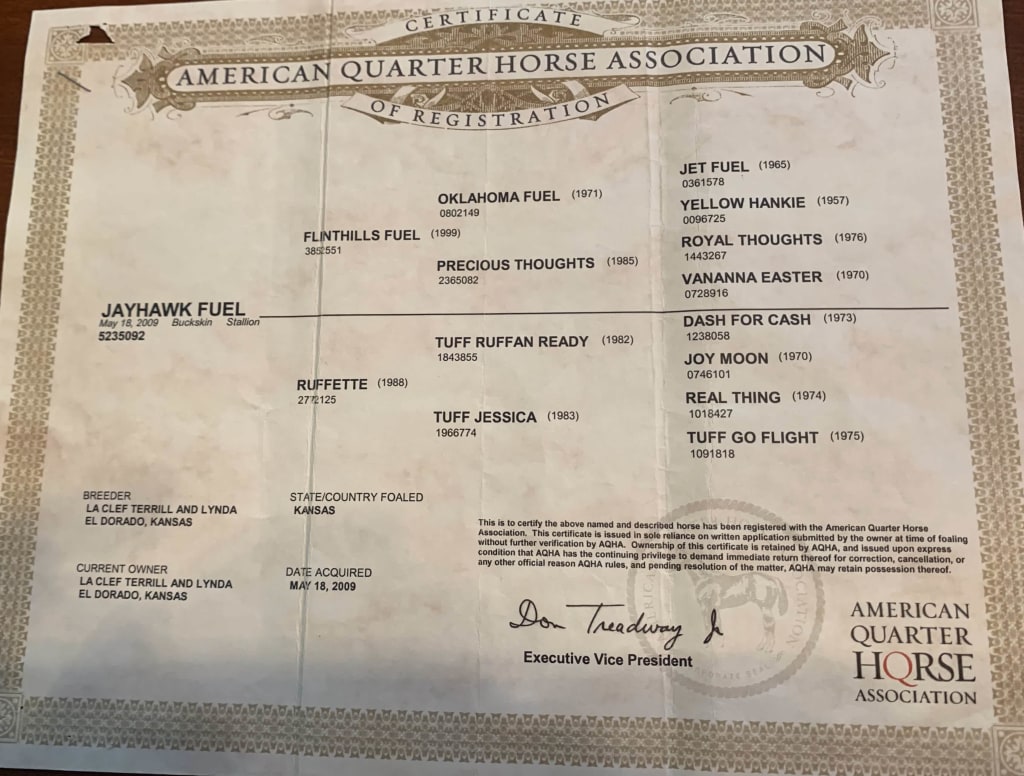 CERTIFICATE
AMERICAN QUARTER HORSE ASSOCIATION
OF REGISTRATION
JET FUEL (1965)
0361578
OKLAHOMA FUEL (1971)
0802149
YELLOW HANKIE (1957)
0096725
FLINTHILLS FUEL (1999)
ROYAL THOUGHTS (1976)
1443267
PRECIOUS THOUGHTS (1985)
2365082
VANANNA EASTER (1970)
0728916
JAYHAWK FUEL
May 18, 2009 Buckskin Stallion
5235092
DASH FOR CASH (1973)
1238058
TUFF RUFFAN READY (1982)
1843855
JOY MOON (1970)
0746101
RUFFETTE (1988)
2772125
REAL THING (1974)
1018427
TUFF JESSICA (1983)
1966774
TUFF GO FLIGHT (1975)
1091818
BREEDER
LA CLEF TERRILL AND LYNDA
EL DORADO, KANSAS
STATE/COUNTRY FOALED
KANSAS
CURRENT OWNER
LA CLEF TERRILL AND LYNDA
EL DORADO, KANSAS
DATE ACQUIRED
MAY 18, 2009
This is to certify the above named and described horse has been registered with the American Quarter Horse
Association. This certificate is issued in sole reliance on written application submitted by the owner at time of foaling
without further verification by AQHA. Ownership of this certificate is retained by AQHA, and issued upon express
condition that AQHA has the continuing privilege to demand immediate return thereof for correction, cancellation, or
any other official reason AQHA rules, and pending resolution of the matter, AQHA may retain possession thereof.
Don Treadway Jr
Executive Vice President
AMERICAN
QUARTER
HORSE
ASSOCIATION